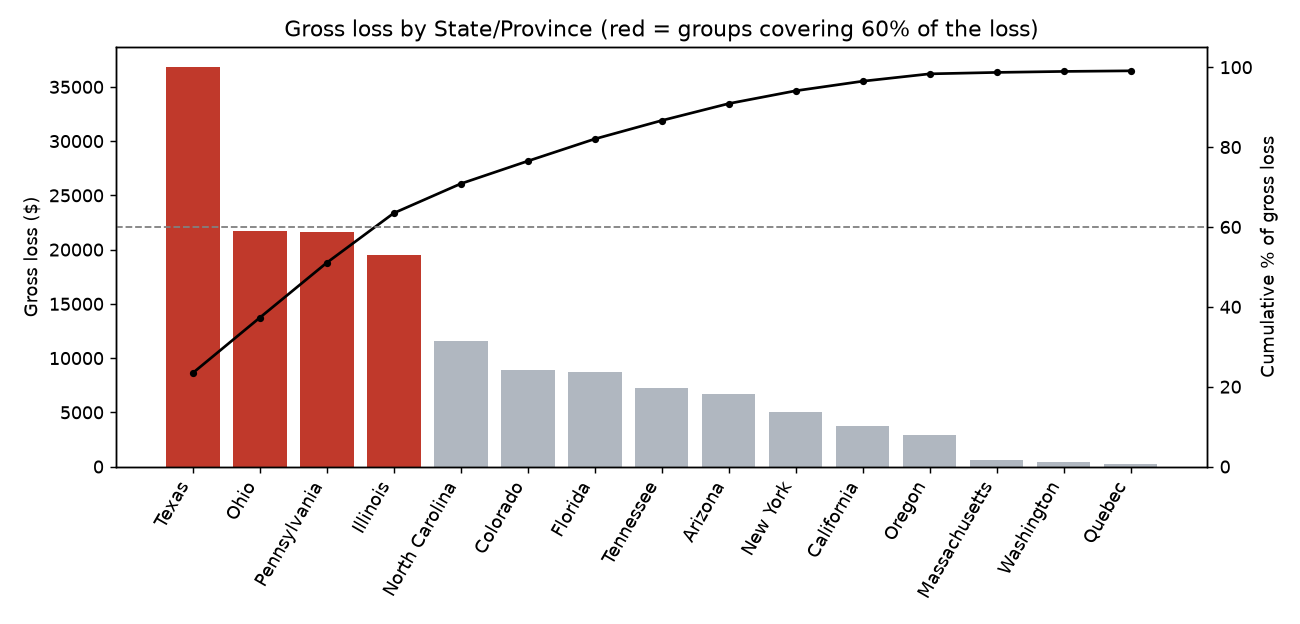 Gross loss by State/Province (red = groups covering 60% of the loss)
Gross loss ($)
35000
30000
25000
20000
15000
10000
5000
0
100
80
60
40
20
0
Cumulative % of gross loss
Texas
Ohio
Pennsylvania
Illinois
North Carolina
Colorado
Florida
Tennessee
Arizona
New York
California
Oregon
Massachusetts
Washington
Quebec